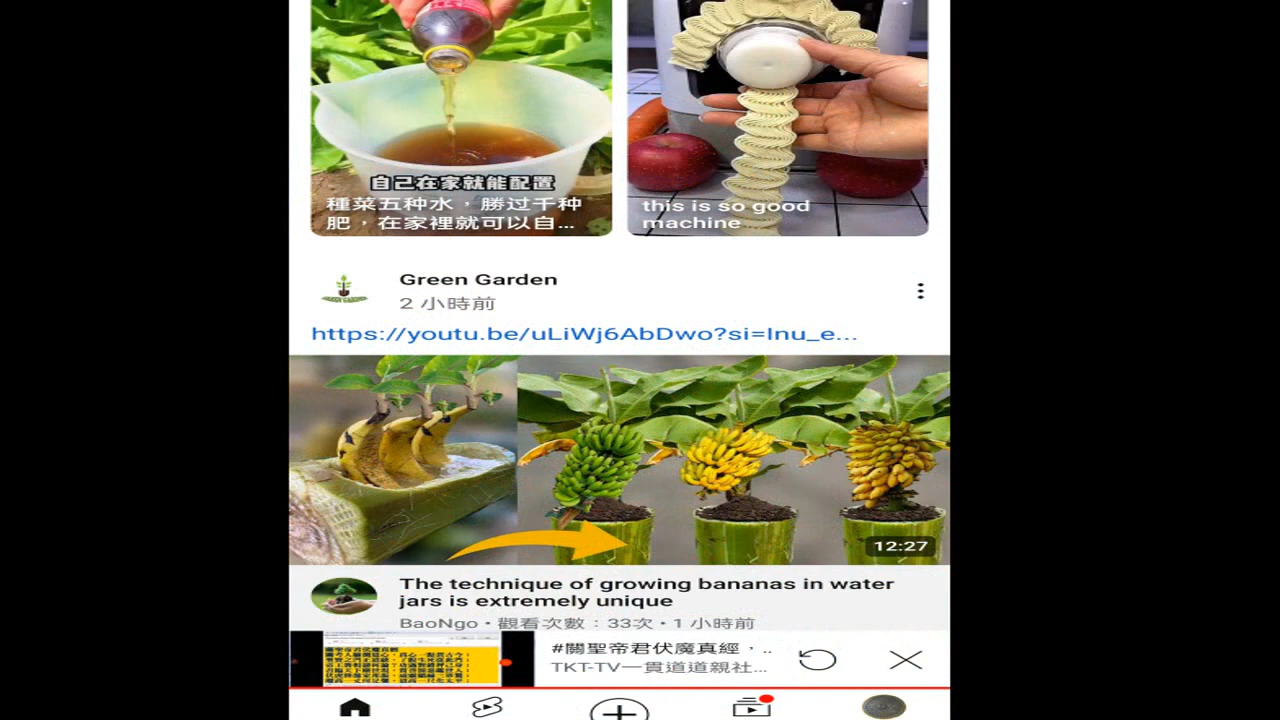 自己在家就能配置
種菜五种水，勝过千种
肥，在家裡就可以自...
this is so good
machine
Green Garden
2 小時前
https://youtu.be/uLiWj6AbDwo?si=Inu_e...
12:27
The technique of growing bananas in water
jars is extremely unique
BaoNgo・觀看次數：33次・1 小時前
#關聖帝君伏魔真經，..
TKT-TV一貫道道親社...